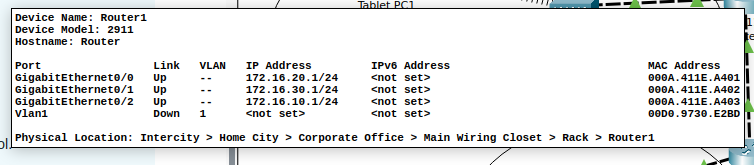 Tablet PC1
Device Name: Router1
Device Model: 2911
Hostname: Router
Port Link VLAN IP Address IPv6 Address MAC Address
GigabitEthernet0/0 Up -- 172.16.20.1/24 <not set> 000A.411E.A401
GigabitEthernet0/1 Up -- 172.16.30.1/24 <not set> 000A.411E.A402
GigabitEthernet0/2 Up -- 172.16.10.1/24 <not set> 000A.411E.A403
Vlan1 Down 1 <not set> <not set> 00D0.9730.E2BD
Physical Location: Intercity > Home City > Corporate Office > Main Wiring Closet > Rack > Router1